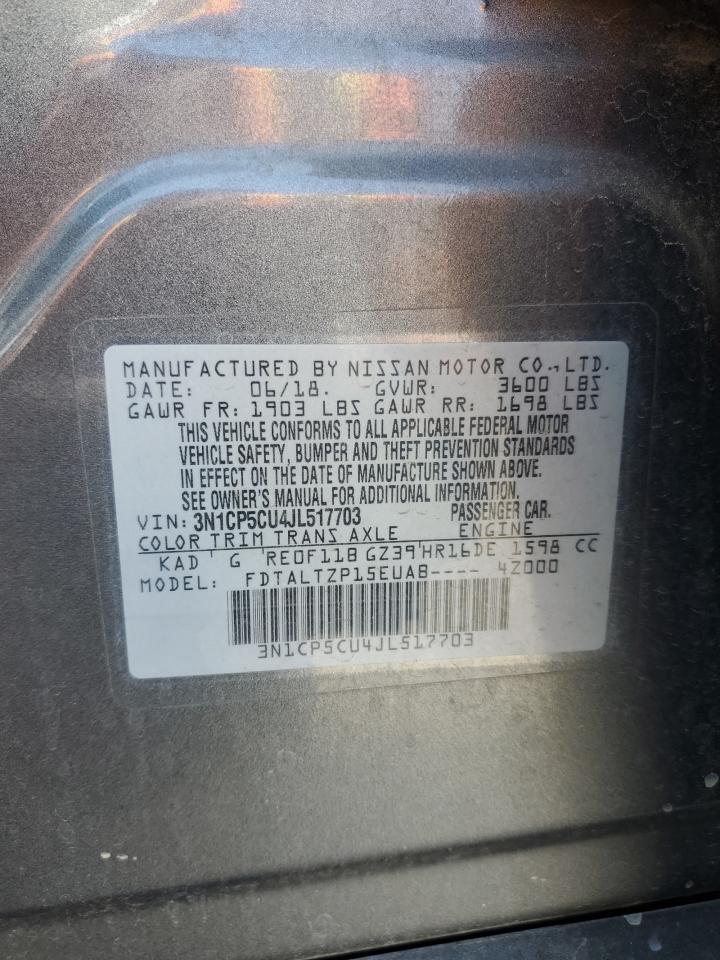 MANUFACTURED BY NISSAN MOTOR CO.,LTD.
DATE: 06/18. GVWR: 3600 LBS
GAWR FR: 1903 LBS GAWR RR: 1698 LBS
THIS VEHICLE CONFORMS TO ALL APPLICABLE FEDERAL MOTOR
VEHICLE SAFETY, BUMPER AND THEFT PREVENTION STANDARDS
IN EFFECT ON THE DATE OF MANUFACTURE SHOWN ABOVE.
SEE OWNER'S MANUAL FOR ADDITIONAL INFORMATION.
VIN: 3N1CP5CU4JL517703 PASSENGER CAR.
COLOR TRIM TRANS AXLE ENGINE
KAD ' G 'RE0F11B GZ39'HR16DE 1598 CC
MODEL: FDTALTZP15EUAB---- 4Z000
3N1CP5CU4JL517703